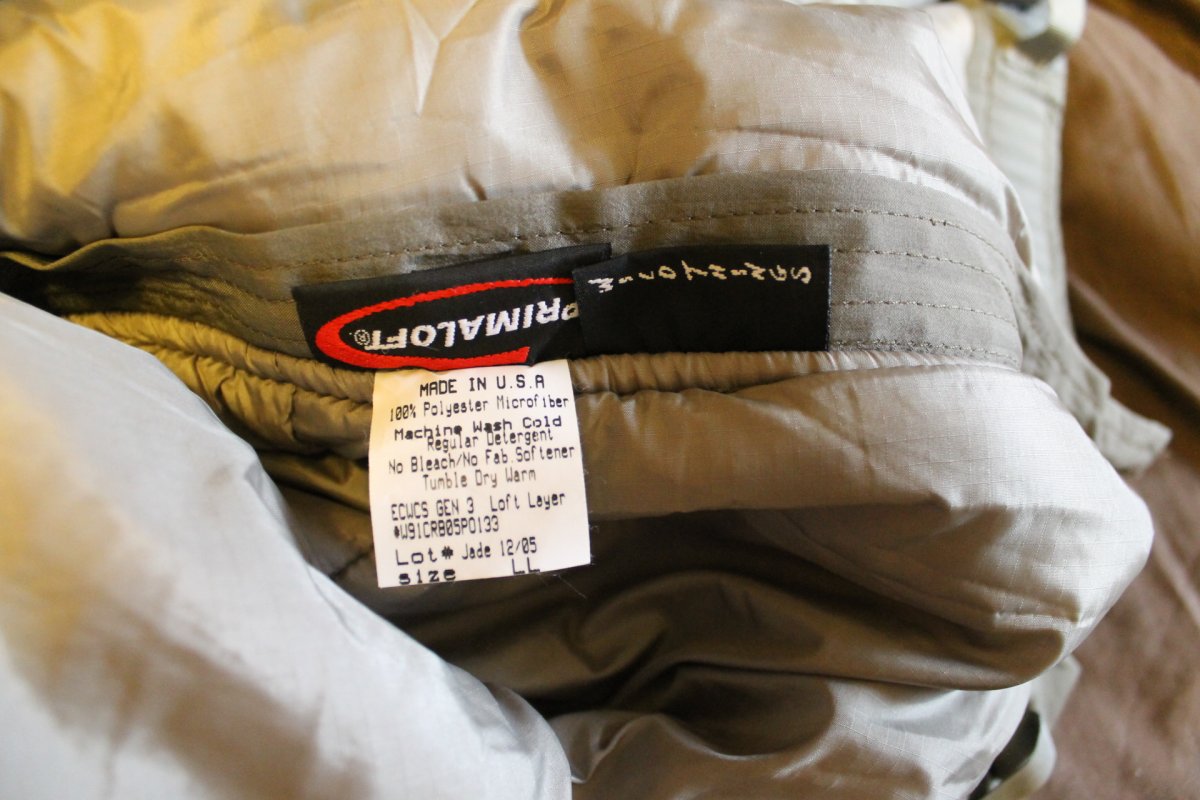 PRIMALOFT®
WILDTHINGS
MADE IN U.S.A
100% Polyester Microfiber
Machine Wash Cold
Regular Detergent
No Bleach/No Fab.Softener
Tumble Dry Warm
ECWCS GEN 3 Loft Layer
*W91CRB05P0133
Lot# Jade 12/05
size LL